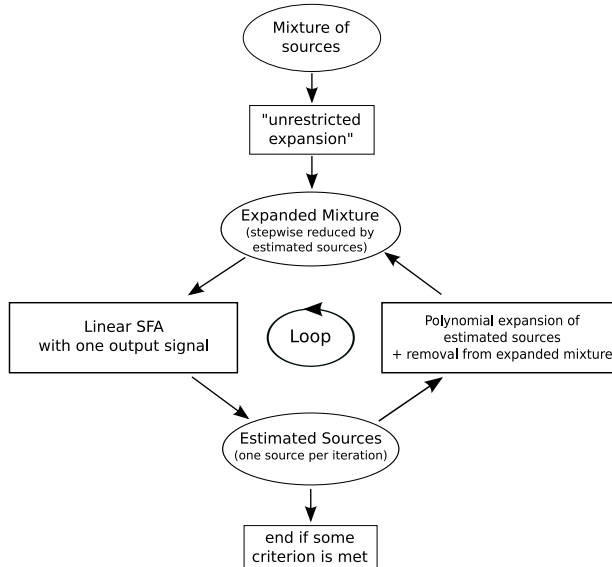 Mixture of
sources
"unrestricted
expansion"
Expanded Mixture
(stepwise reduced by
estimated sources)
Linear SFA
with one output signal
Loop
Polynomial expansion of
estimated sources
+ removal from expanded mixture
Estimated Sources
(one source per iteration)
end if some
criterion is met